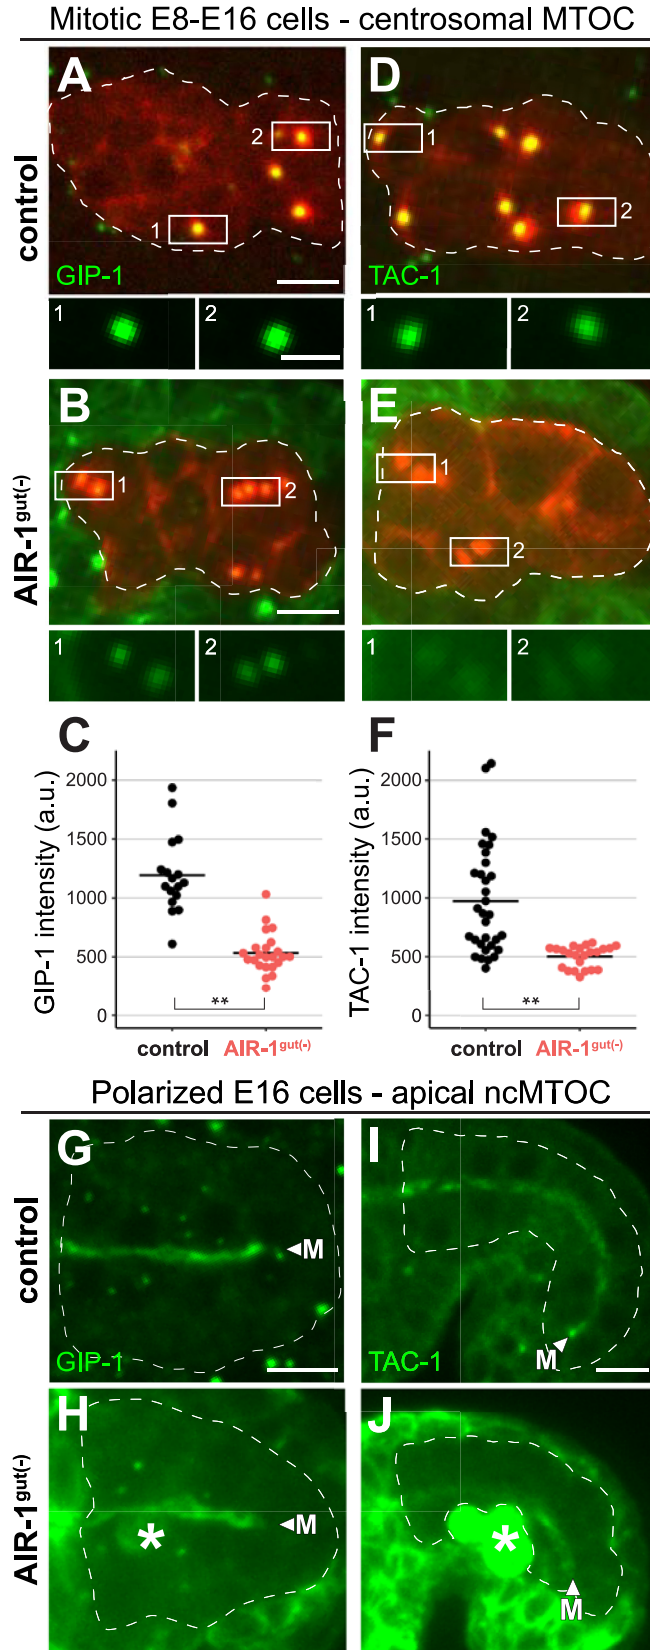 Mitotic E8-E16 cells - centrosomal MTOC
control
A
2
1
GIP-1
D
1
2
TAC-1
1
2
1
2
AIR-1gut(-)
B
1
2
E
1
2
1
2
1
2
C
GIP-1 intensity (a.u.)
2000
1500
1000
500
0
**
control AIR-1gut(-)
F
TAC-1 intensity (a.u.)
2000
1500
1000
500
0
**
control AIR-1gut(-)
Polarized E16 cells - apical ncMTOC
control
G
M
GIP-1
I
M
TAC-1
AIR-1gut(-)
H
M
*
J
*
M